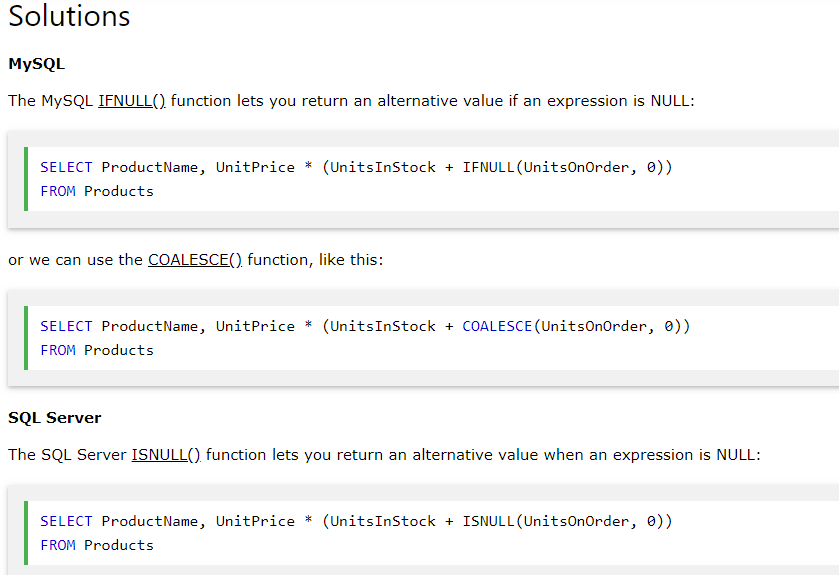 Solutions
MySQL
The MySQL IFNULL() function lets you return an alternative value if an expression is NULL:
SELECT ProductName, UnitPrice * (UnitsInStock + IFNULL(UnitsOnOrder, 0))
FROM Products
or we can use the COALESCE() function, like this:
SELECT ProductName, UnitPrice * (UnitsInStock + COALESCE(UnitsOnOrder, 0))
FROM Products
SQL Server
The SQL Server ISNULL() function lets you return an alternative value when an expression is NULL:
SELECT ProductName, UnitPrice * (UnitsInStock + ISNULL(UnitsOnOrder, 0))
FROM Products